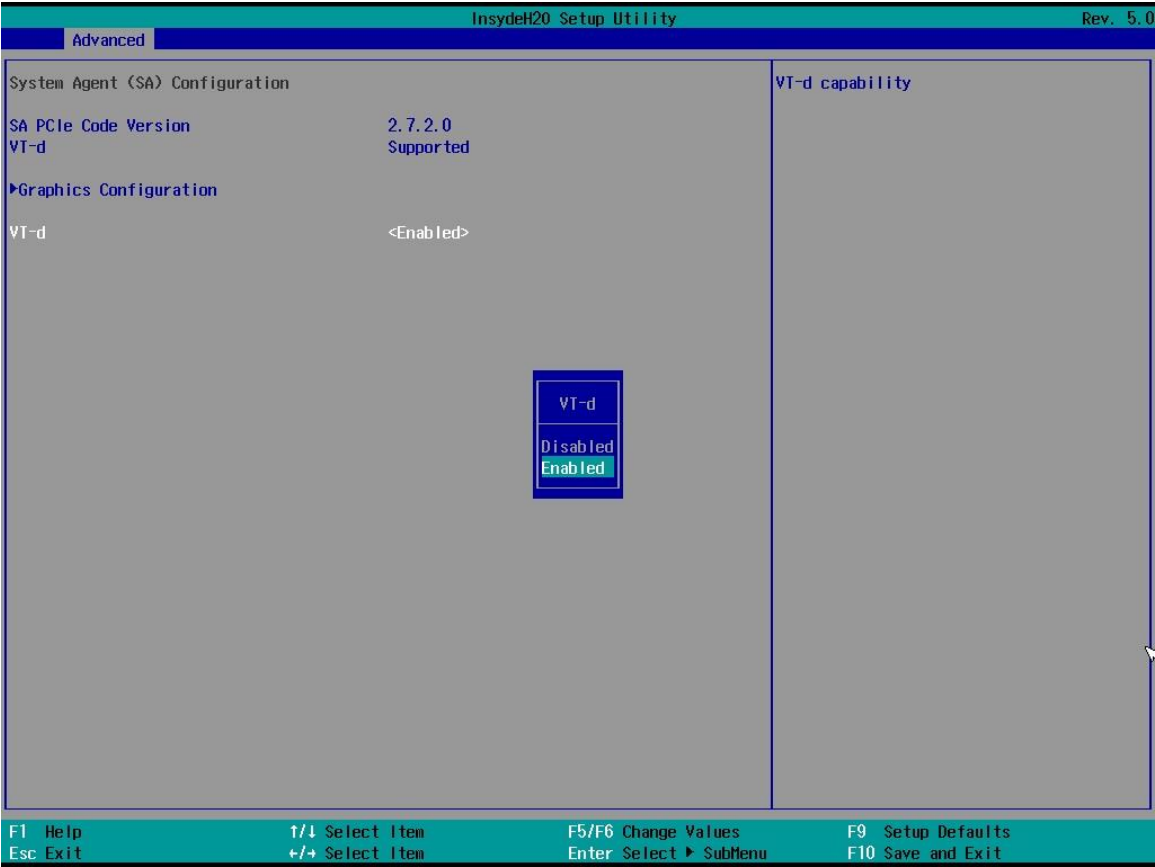 InsydeH20 Setup Utility Rev. 5.0
Advanced
System Agent (SA) Configuration
VT-d capability
SA PCIe Code Version 2.7.2.0
VT-d Supported
▶Graphics Configuration
VT-d <Enabled>
VT-d
Disabled
Enabled
F1 Help ↑/↓ Select Item F5/F6 Change Values F9 Setup Defaults
Esc Exit ←/→ Select Item Enter Select ▶ SubMenu F10 Save and Exit